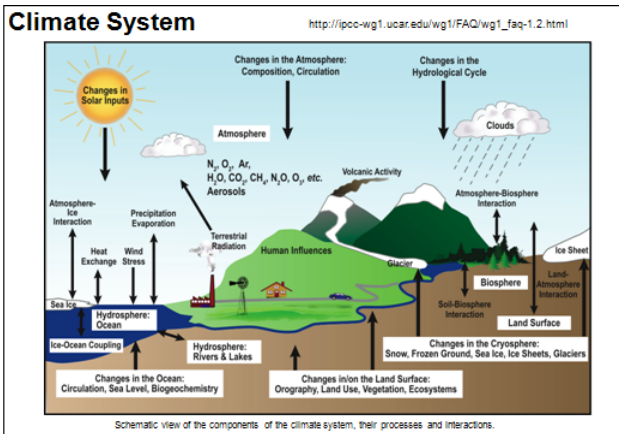 Climate System
http://ipcc-wg1.ucar.edu/wg1/FAQ/wg1_faq-1.2.html
Changes in
Solar Inputs
Changes in the Atmosphere:
Composition, Circulation
Changes in the
Hydrological Cycle
Atmosphere
Clouds
N2, O2, Ar,
H2O, CO2, CH4, N2O, O3, etc.
Aerosols
Volcanic Activity
Atmosphere-Biosphere
Interaction
Atmosphere-
Ice
Interaction
Precipitation
Evaporation
Terrestrial
Radiation
Heat
Exchange
Wind
Stress
Human Influences
Glacier
Ice Sheet
Biosphere
Land-
Atmosphere
Interaction
Soil-Biosphere
Interaction
Land Surface
Sea Ice
Hydrosphere:
Ocean
Ice-Ocean Coupling
Hydrosphere:
Rivers & Lakes
Changes in the Cryosphere:
Snow, Frozen Ground, Sea Ice, Ice Sheets, Glaciers
Changes in the Ocean:
Circulation, Sea Level, Biogeochemistry
Changes in/on the Land Surface:
Orography, Land Use, Vegetation, Ecosystems
Schematic view of the components of the climate system, their processes and interactions.